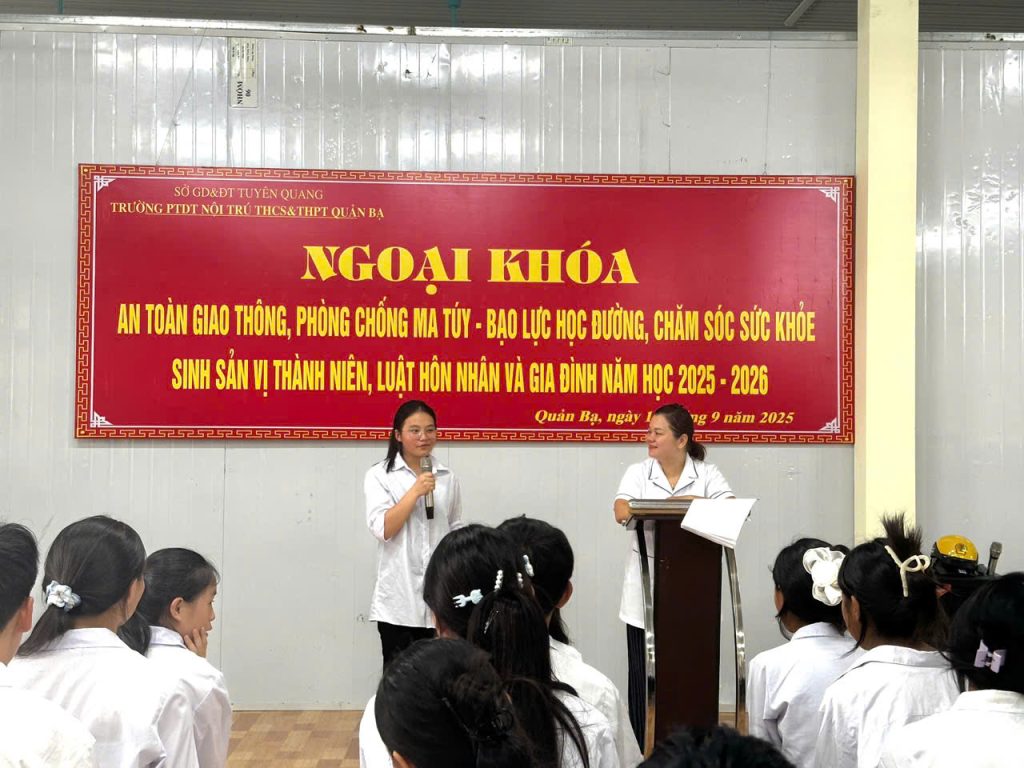 NHÓM
06
SỞ GD&ĐT TUYÊN QUANG
TRƯỜNG PTDT NỘI TRÚ THCS&THPT QUẢN BẠ
NGOẠI KHÓA
AN TOÀN GIAO THÔNG, PHÒNG CHỐNG MA TÚY - BẠO LỰC HỌC ĐƯỜNG, CHĂM SÓC SỨC KHỎE
SINH SẢN VỊ THÀNH NIÊN, LUẬT HÔN NHÂN VÀ GIA ĐÌNH NĂM HỌC 2025 - 2026
Quản Bạ, ngày 9 năm 2025